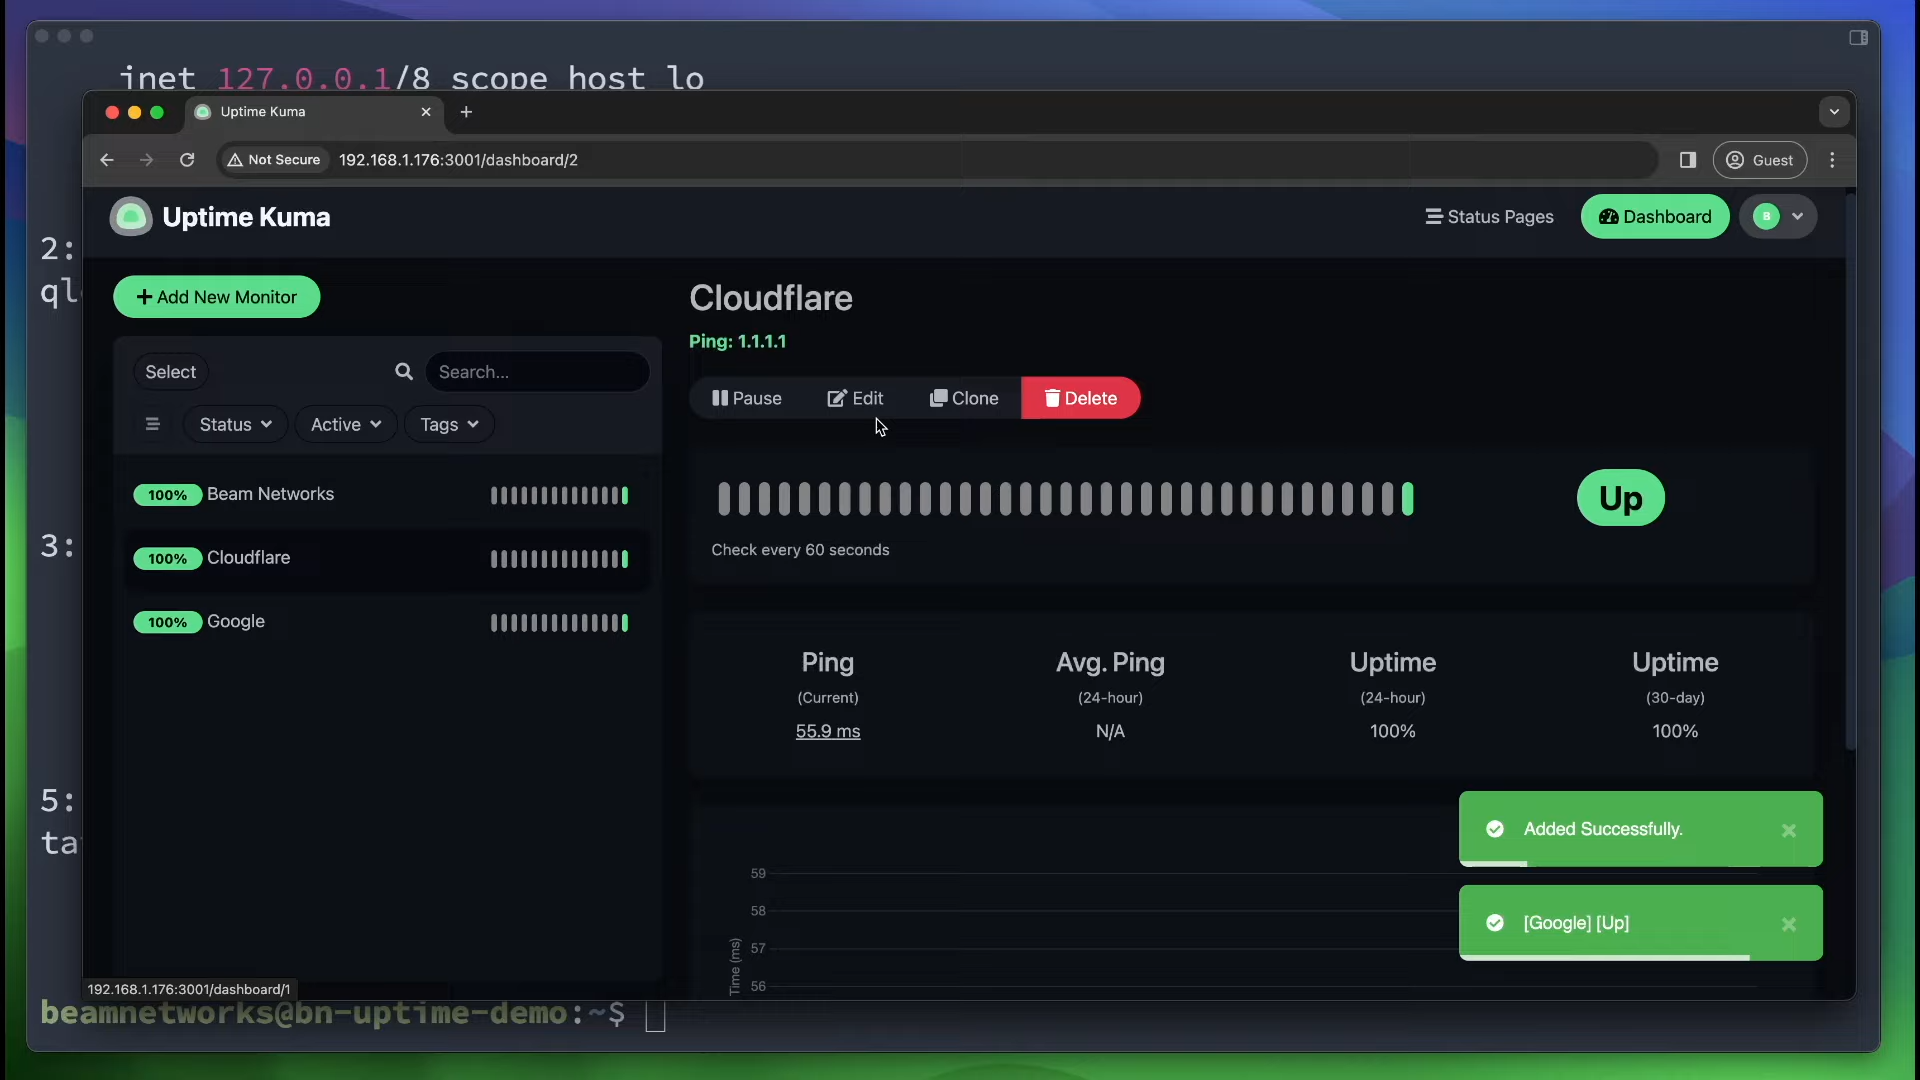 inet 127.0.0.1/8 scope host lo
Uptime Kuma
Not Secure
192.168.1.176:3001/dashboard/2
Guest
Uptime Kuma
Status Pages
Dashboard
B
2:
3:
5:
Add New Monitor
Select
Search...
Status
Active
Tags
100% Beam Networks
100% Cloudflare
100% Google
Cloudflare
Ping: 1.1.1.1
Pause
Edit
Clone
Delete
Up
Check every 60 seconds
Ping
(Current)
55.9 ms
Avg. Ping
(24-hour)
N/A
Uptime
(24-hour)
100%
Uptime
(30-day)
100%
59
58
57
56
Time (ms)
Added Successfully.
[Google] [Up]
192.168.1.176:3001/dashboard/1
beamnetworks@bn-uptime-demo:~$